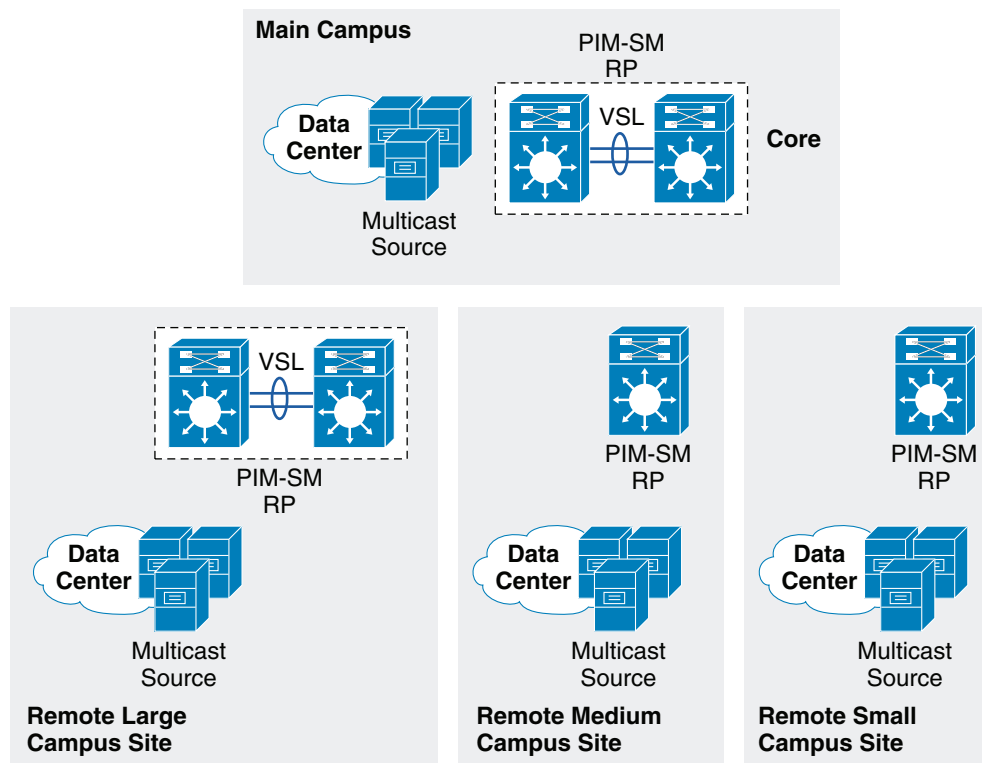 Main Campus
PIM-SM
RP
Data
Center
VSL
Core
Multicast
Source
VSL
PIM-SM
RP
Data
Center
Multicast
Source
Remote Large
Campus Site
PIM-SM
RP
Data
Center
Multicast
Source
Remote Medium
Campus Site
PIM-SM
RP
Data
Center
Multicast
Source
Remote Small
Campus Site